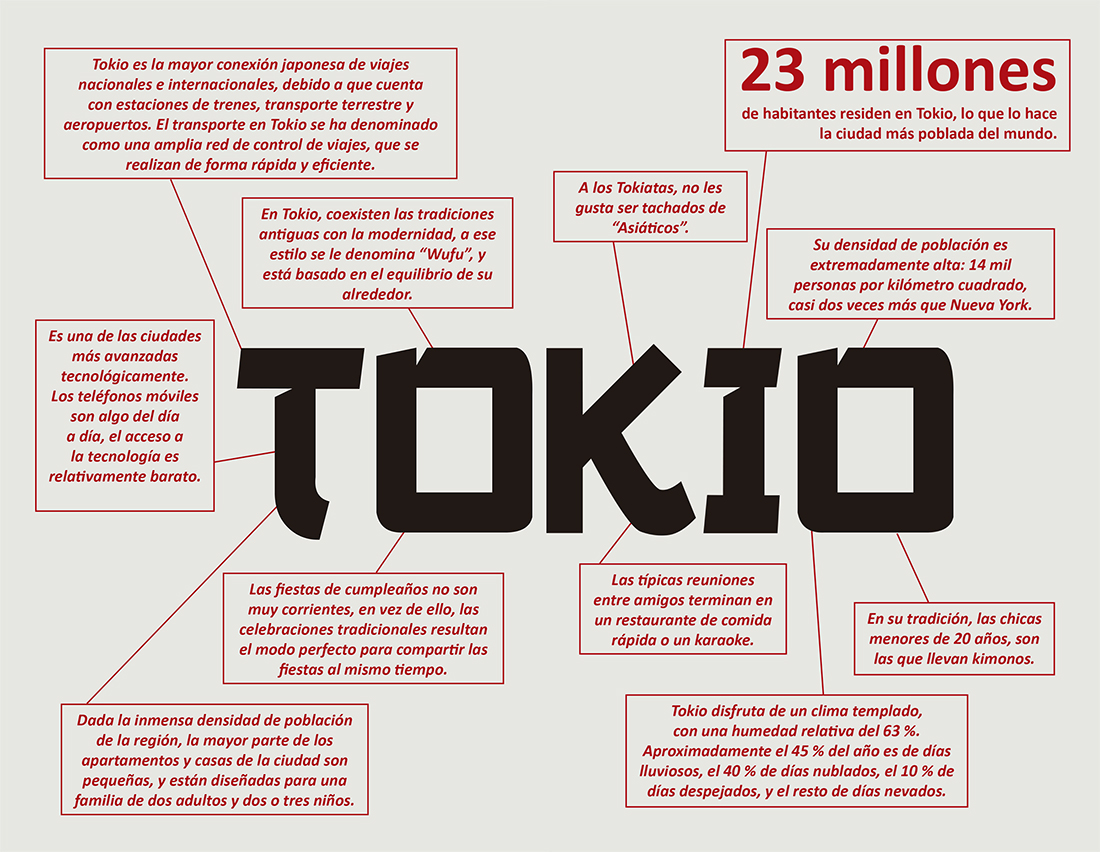 Tokio es la mayor conexión japonesa de viajes
nacionales e internacionales, debido a que cuenta
con estaciones de trenes, transporte terrestre y
aeropuertos. El transporte en Tokio se ha denominado
como una amplia red de control de viajes, que se
realizan de forma rápida y eficiente.
23 millones
de habitantes residen en Tokio, lo que lo hace
la ciudad más poblada del mundo.
En Tokio, coexisten las tradiciones
antiguas con la modernidad, a ese
estilo se le denomina “Wufu”, y
está basado en el equilibrio de su
alrededor.
A los Tokiatas, no les
gusta ser tachados de
“Asiáticos”.
Su densidad de población es
extremadamente alta: 14 mil
personas por kilómetro cuadrado,
casi dos veces más que Nueva York.
Es una de las ciudades
más avanzadas
tecnológicamente.
Los teléfonos móviles
son algo del día
a día, el acceso a
la tecnología es
relativamente barato.
TOKIO
Las fiestas de cumpleaños no son
muy corrientes, en vez de ello, las
celebraciones tradicionales resultan
el modo perfecto para compartir las
fiestas al mismo tiempo.
Las típicas reuniones
entre amigos terminan en
un restaurante de comida
rápida o un karaoke.
En su tradición, las chicas
menores de 20 años, son
las que llevan kimonos.
Dada la inmensa densidad de población
de la región, la mayor parte de los
apartamentos y casas de la ciudad son
pequeñas, y están diseñadas para una
familia de dos adultos y dos o tres niños.
Tokio disfruta de un clima templado,
con una humedad relativa del 63 %.
Aproximadamente el 45 % del año es de días
lluviosos, el 40 % de días nublados, el 10 % de
días despejados, y el resto de días nevados.